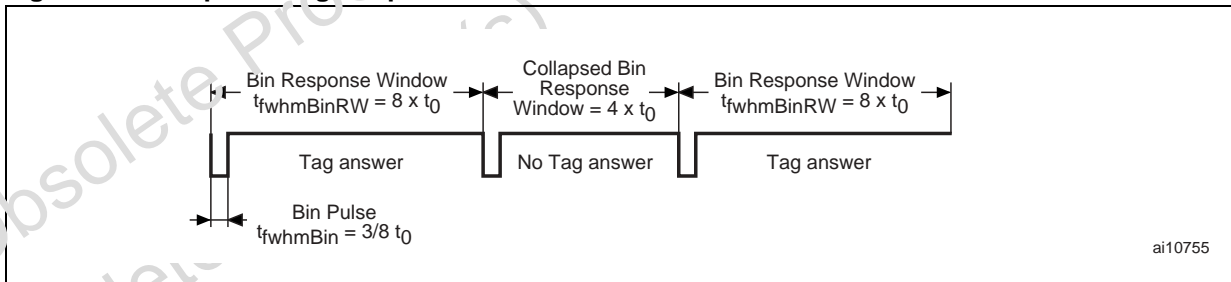 Bin Response Window
tfwhmBinRW = 8 x t0
Collapsed Bin
Response
Window = 4 x t0
Bin Response Window
tfwhmBinRW = 8 x t0
Tag answer
No Tag answer
Tag answer
Bin Pulse
tfwhmBin = 3/8 t0
ai10755